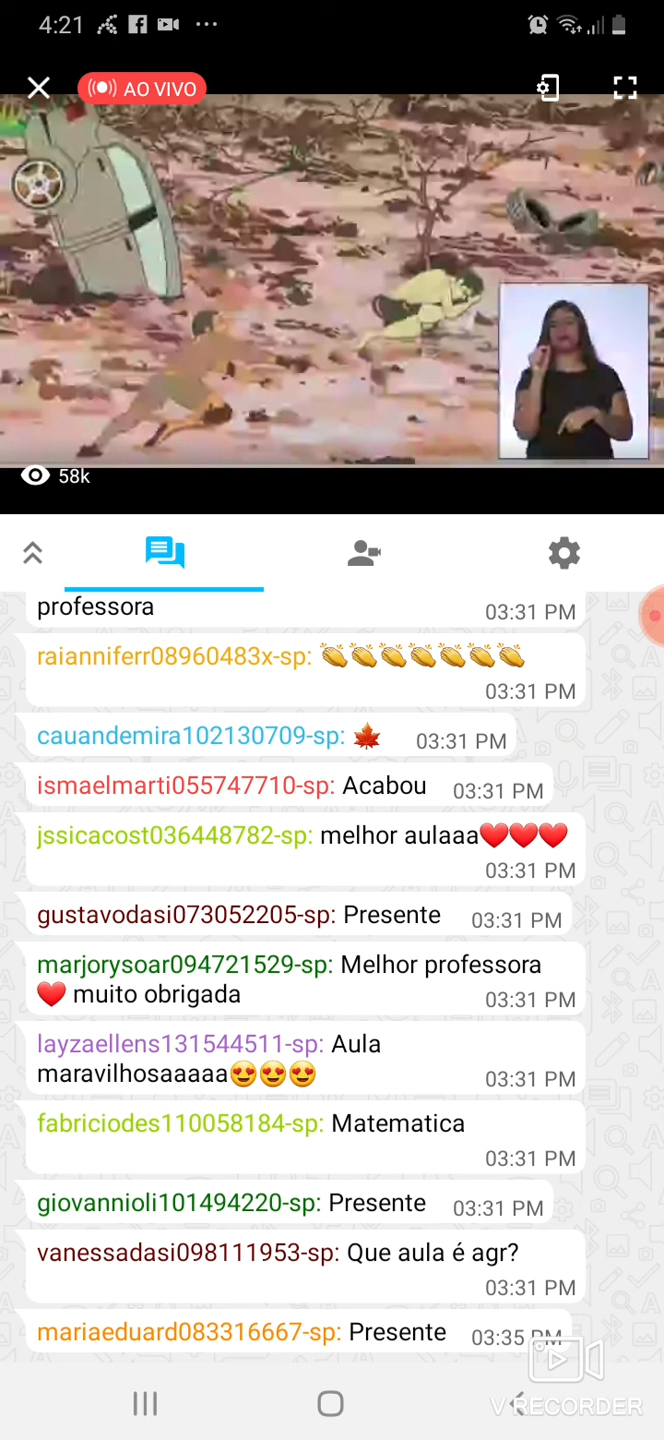 4:21
AO VIVO
58k
professora
03:31 PM
raianniferr08960483x-sp: 👏👏👏👏👏👏👏
03:31 PM
cauandemira102130709-sp: 🍁 03:31 PM
ismaelmarti055747710-sp: Acabou 03:31 PM
jssicacost036448782-sp: melhor aulaaa❤️❤️❤️
03:31 PM
gustavodasi073052205-sp: Presente 03:31 PM
marjorysoar094721529-sp: Melhor professora
❤️ muito obrigada 03:31 PM
layzaellens131544511-sp: Aula
maravilhosaaaaa😍😍😍 03:31 PM
fabriciodes110058184-sp: Matematica
03:31 PM
giovannioli101494220-sp: Presente 03:31 PM
vanessadasi098111953-sp: Que aula é agr?
03:31 PM
mariaeduard083316667-sp: Presente 03:35 PM
V RECORDER